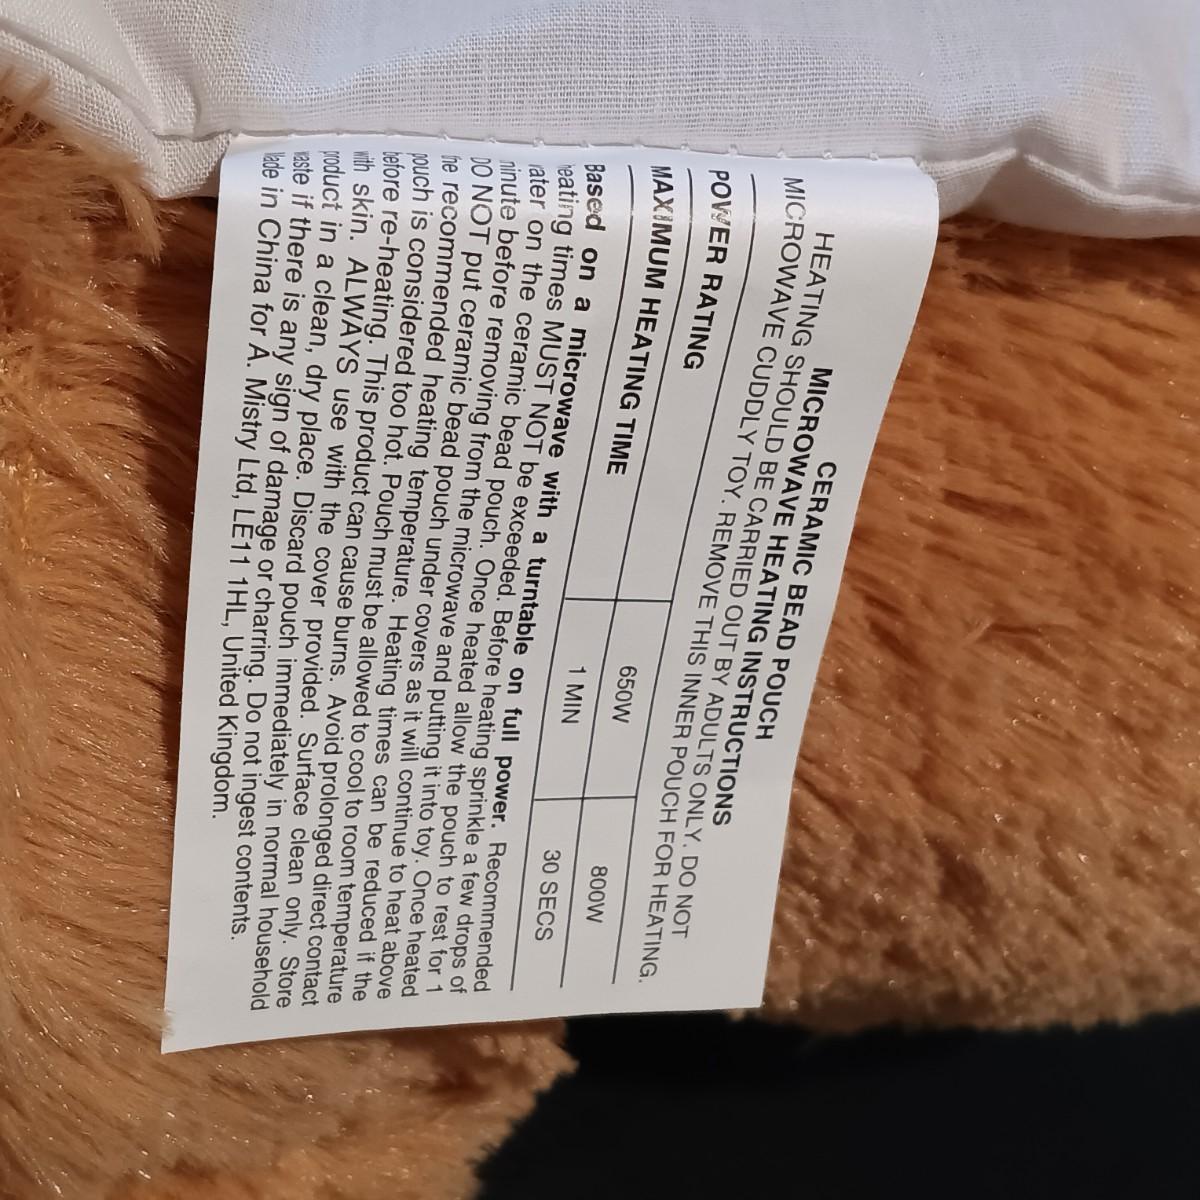 CERAMIC BEAD POUCH
MICROWAVE HEATING INSTRUCTIONS
HEATING SHOULD BE CARRIED OUT BY ADULTS ONLY. DO NOT
MICROWAVE CUDDLY TOY. REMOVE THIS INNER POUCH FOR HEATING.
POWER RATING 650W 800W
MAXIMUM HEATING TIME 1 MIN 30 SECS
Based on a microwave with a turntable on full power. Recommended
heating times MUST NOT be exceeded. Before heating sprinkle a few drops of
water on the ceramic bead pouch. Once heated allow the pouch to rest for 1
minute before removing from the microwave and putting it into toy. Once heated
DO NOT put ceramic bead pouch under covers as it will continue to heat above
the recommended heating temperature. Heating times can be reduced if the
pouch is considered too hot. Pouch must be allowed to cool to room temperature
before re-heating. This product can cause burns. Avoid prolonged direct contact
with skin. ALWAYS use with the cover provided. Surface clean only. Store
product in a clean, dry place. Discard pouch immediately in normal household
waste if there is any sign of damage or charring. Do not ingest contents.
Made in China for A. Mistry Ltd, LE11 1HL, United Kingdom.